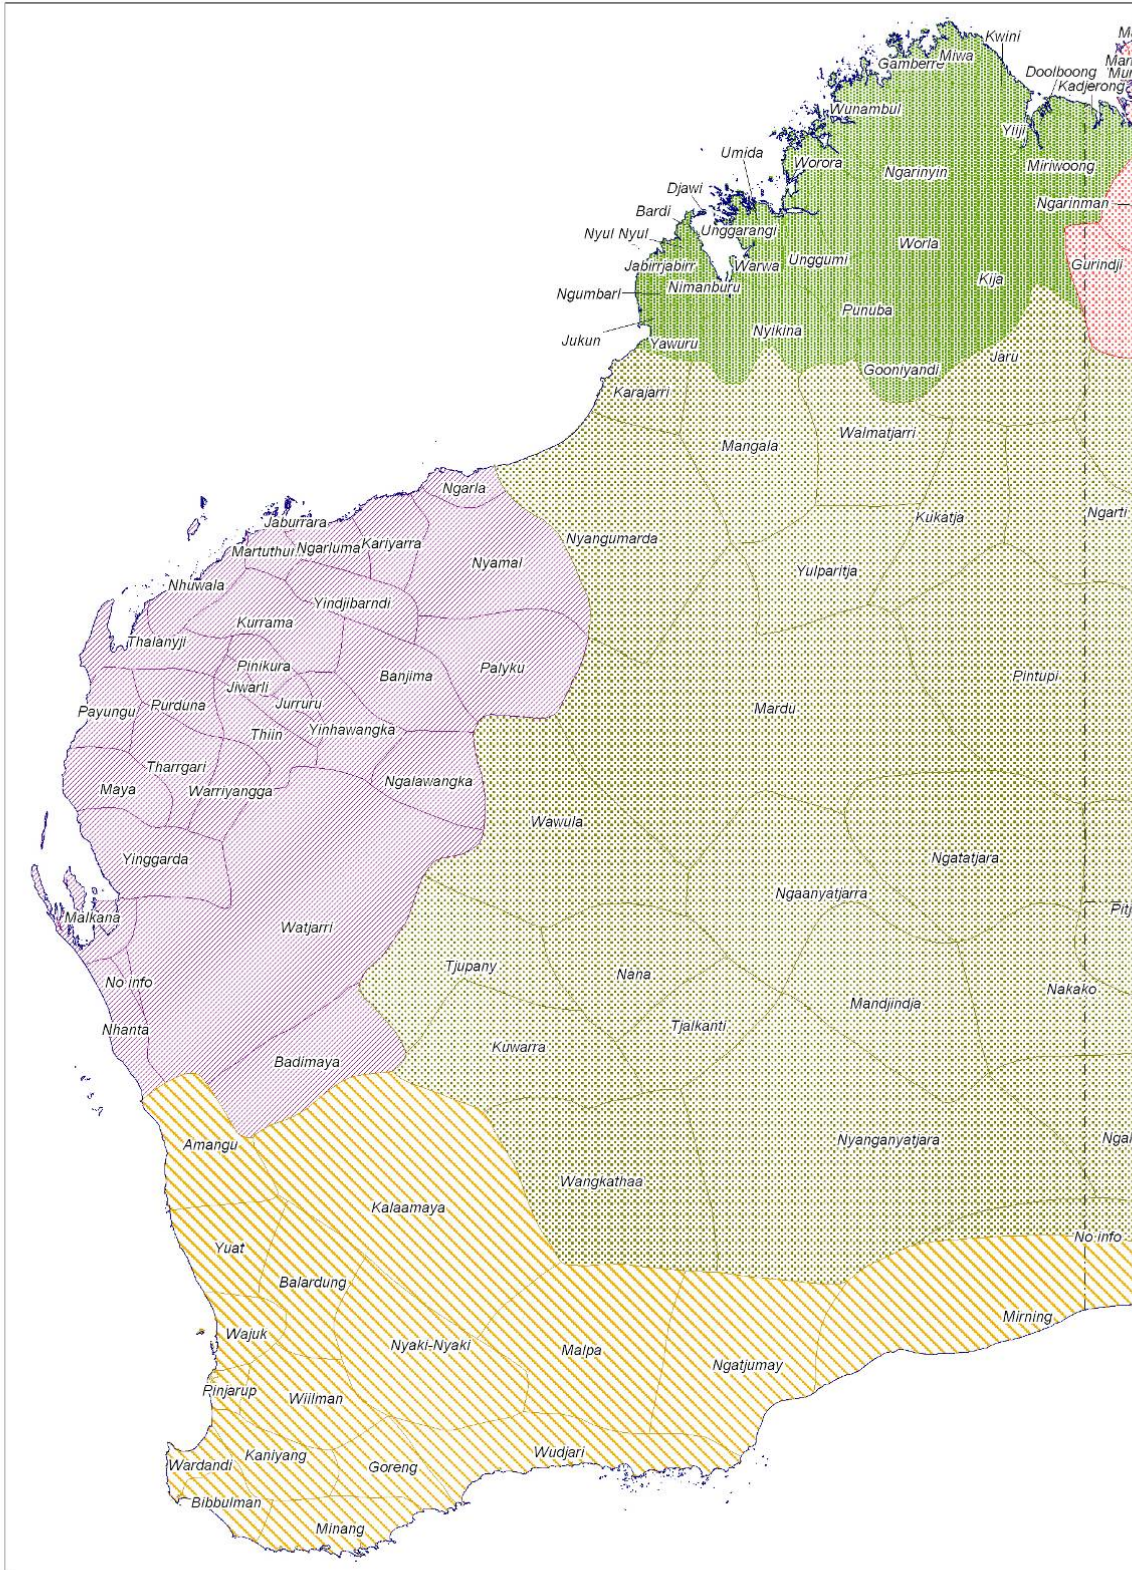 Kwini
Miwa
Gamberre
Doolboong
Kadjerong
Wunambul
Yiiji
Umida
Worora
Miriwoong
Ngarinyin
Djawi
Ngarinman
Bardi
Unggarangi
Nyul Nyul
Worla
Jabirrjabirr
Warwa
Unggumi
Gurindji
Kija
Nimanburu
Ngumbarl
Punuba
Nyikina
Jukun
Yawuru
Jaru
Gooniyandi
Karajarri
Walmatjarri
Mangala
Ngarla
Ngarti
Kukatja
Jaburrara
Kariyarra
Martuthui...
Ngarluma
Nyangumarda
Nyamal
Yulparitja
Nhuwala
Yindjibarndi
Kurrama
Thalanyji
Pinikura
Palyku
Banjima
Pintupi
Jiwarli
Jurruru
Purduna
Payungu
Mardu
Yinhawangka
Thiin
Tharrgari
Ngalawangka
Maya
Warriyangga
Wawula
Yinggarda
Ngatatjara
Ngaanyatjarra
Pitj
Malkana
Watjarri
Tjupany
Nana
No info
Nakako
Mandjindja
Nhanta
Tjalkanti
Kuwarra
Badimaya
Amangu
Nyanganyatjara
Wangkathaa
Kalaamaya
No info
Yuat
Balardung
Mirning
Wajuk
Nyaki-Nyaki
Malpa
Ngatjumay
Pinjarup
Wiilman
Wudjari
Kaniyang
Wardandi
Goreng
Bibbulman
Minang